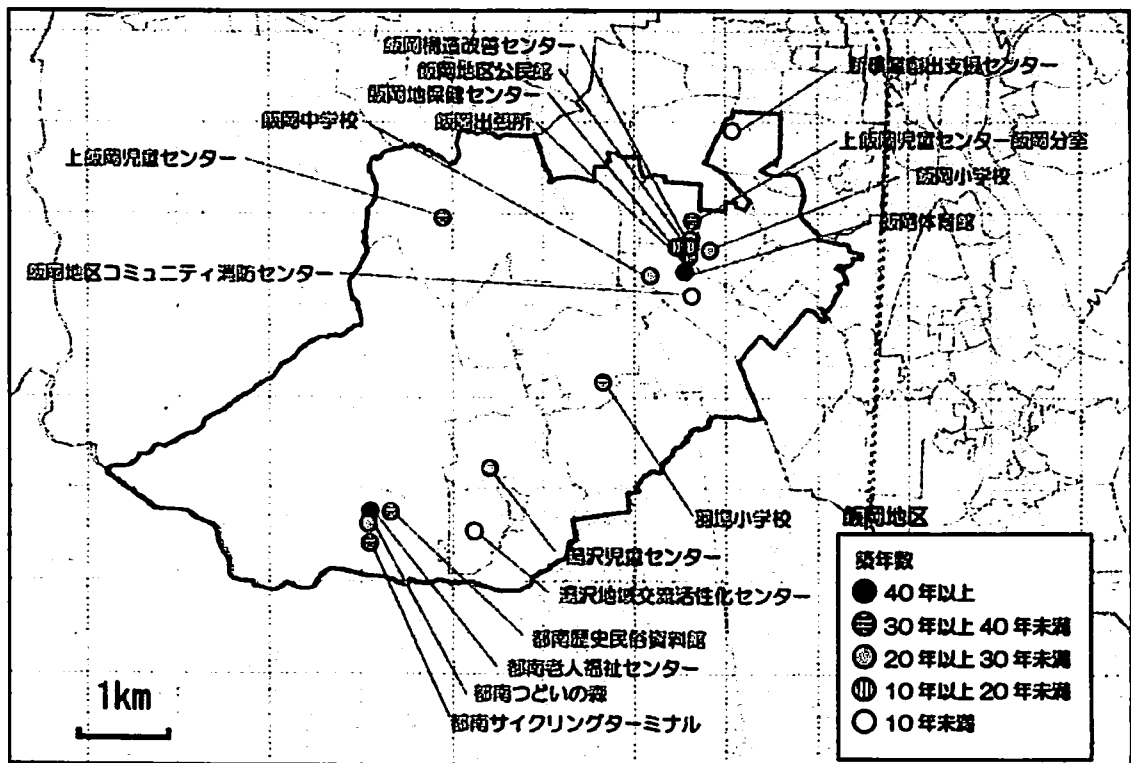 飯岡構造改善センター
飯岡地区公民館
飯岡地保健センター
飯岡出張所
飯岡中学校
上飯岡児童センター
飯岡地区コミュニティ消防センター
支援センター
上飯岡児童センター飯岡分室
飯岡小学校
飯岡体育館
羽場小学校
飯岡地区
湯沢児童センター
湯沢地域交流活性化センター
都南歴史民俗資料館
都南老人福祉センター
都南つどいの森
都南サイクリングターミナル
1km
築年数
40年以上
30年以上40年未満
20年以上30年未満
10年以上20年未満
10年未満